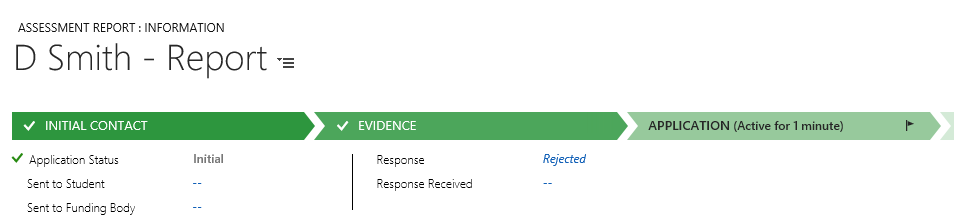 ASSESSMENT REPORT : INFORMATION
D Smith - Report
INITIAL CONTACT EVIDENCE APPLICATION (Active for 1 minute)
Application Status Initial Response Rejected
Sent to Student -- Response Received --
Sent to Funding Body --